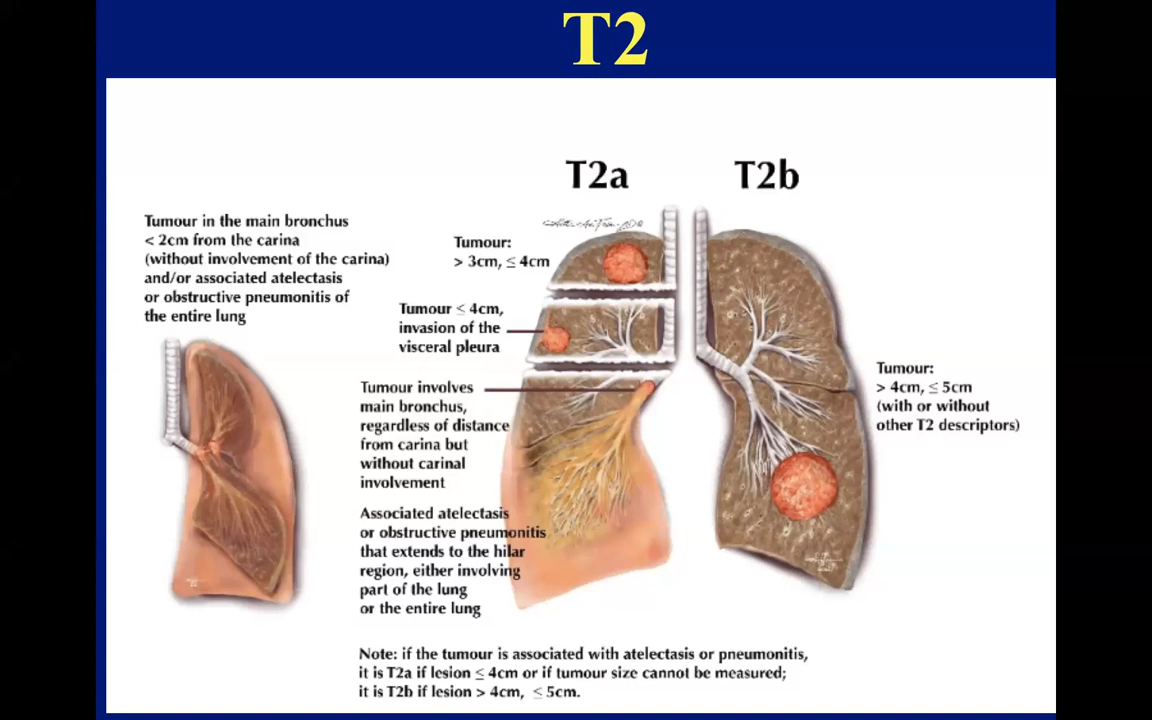 T2
T2a
T2b
Tumour in the main bronchus
< 2cm from the carina
(without involvement of the carina)
and/or associated atelectasis
or obstructive pneumonitis of
the entire lung
Tumour:
> 3cm, ≤ 4cm
Tumour ≤ 4cm,
invasion of the
visceral pleura
Tumour involves
main bronchus,
regardless of distance
from carina but
without carinal
involvement
Associated atelectasis
or obstructive pneumonitis
that extends to the hilar
region, either involving
part of the lung
or the entire lung
Tumour:
> 4cm, ≤ 5cm
(with or without
other T2 descriptors)
Note: if the tumour is associated with atelectasis or pneumonitis,
it is T2a if lesion ≤ 4cm or if tumour size cannot be measured;
it is T2b if lesion > 4cm, ≤ 5cm.